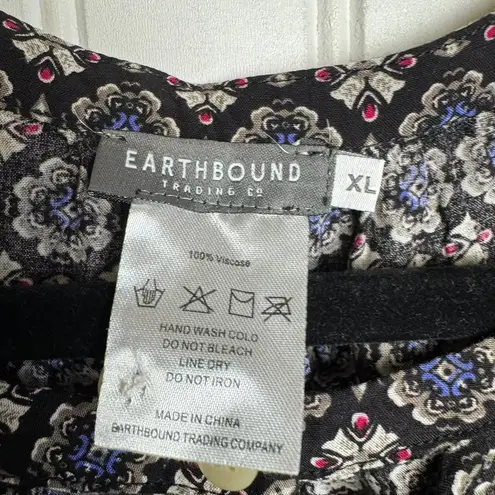 EARTHBOUND
TRADING Co
XL
100% Viscose
HAND WASH COLD
DO NOT BLEACH
LINE DRY
DO NOT IRON
MADE IN CHINA
EARTHBOUND TRADING COMPANY